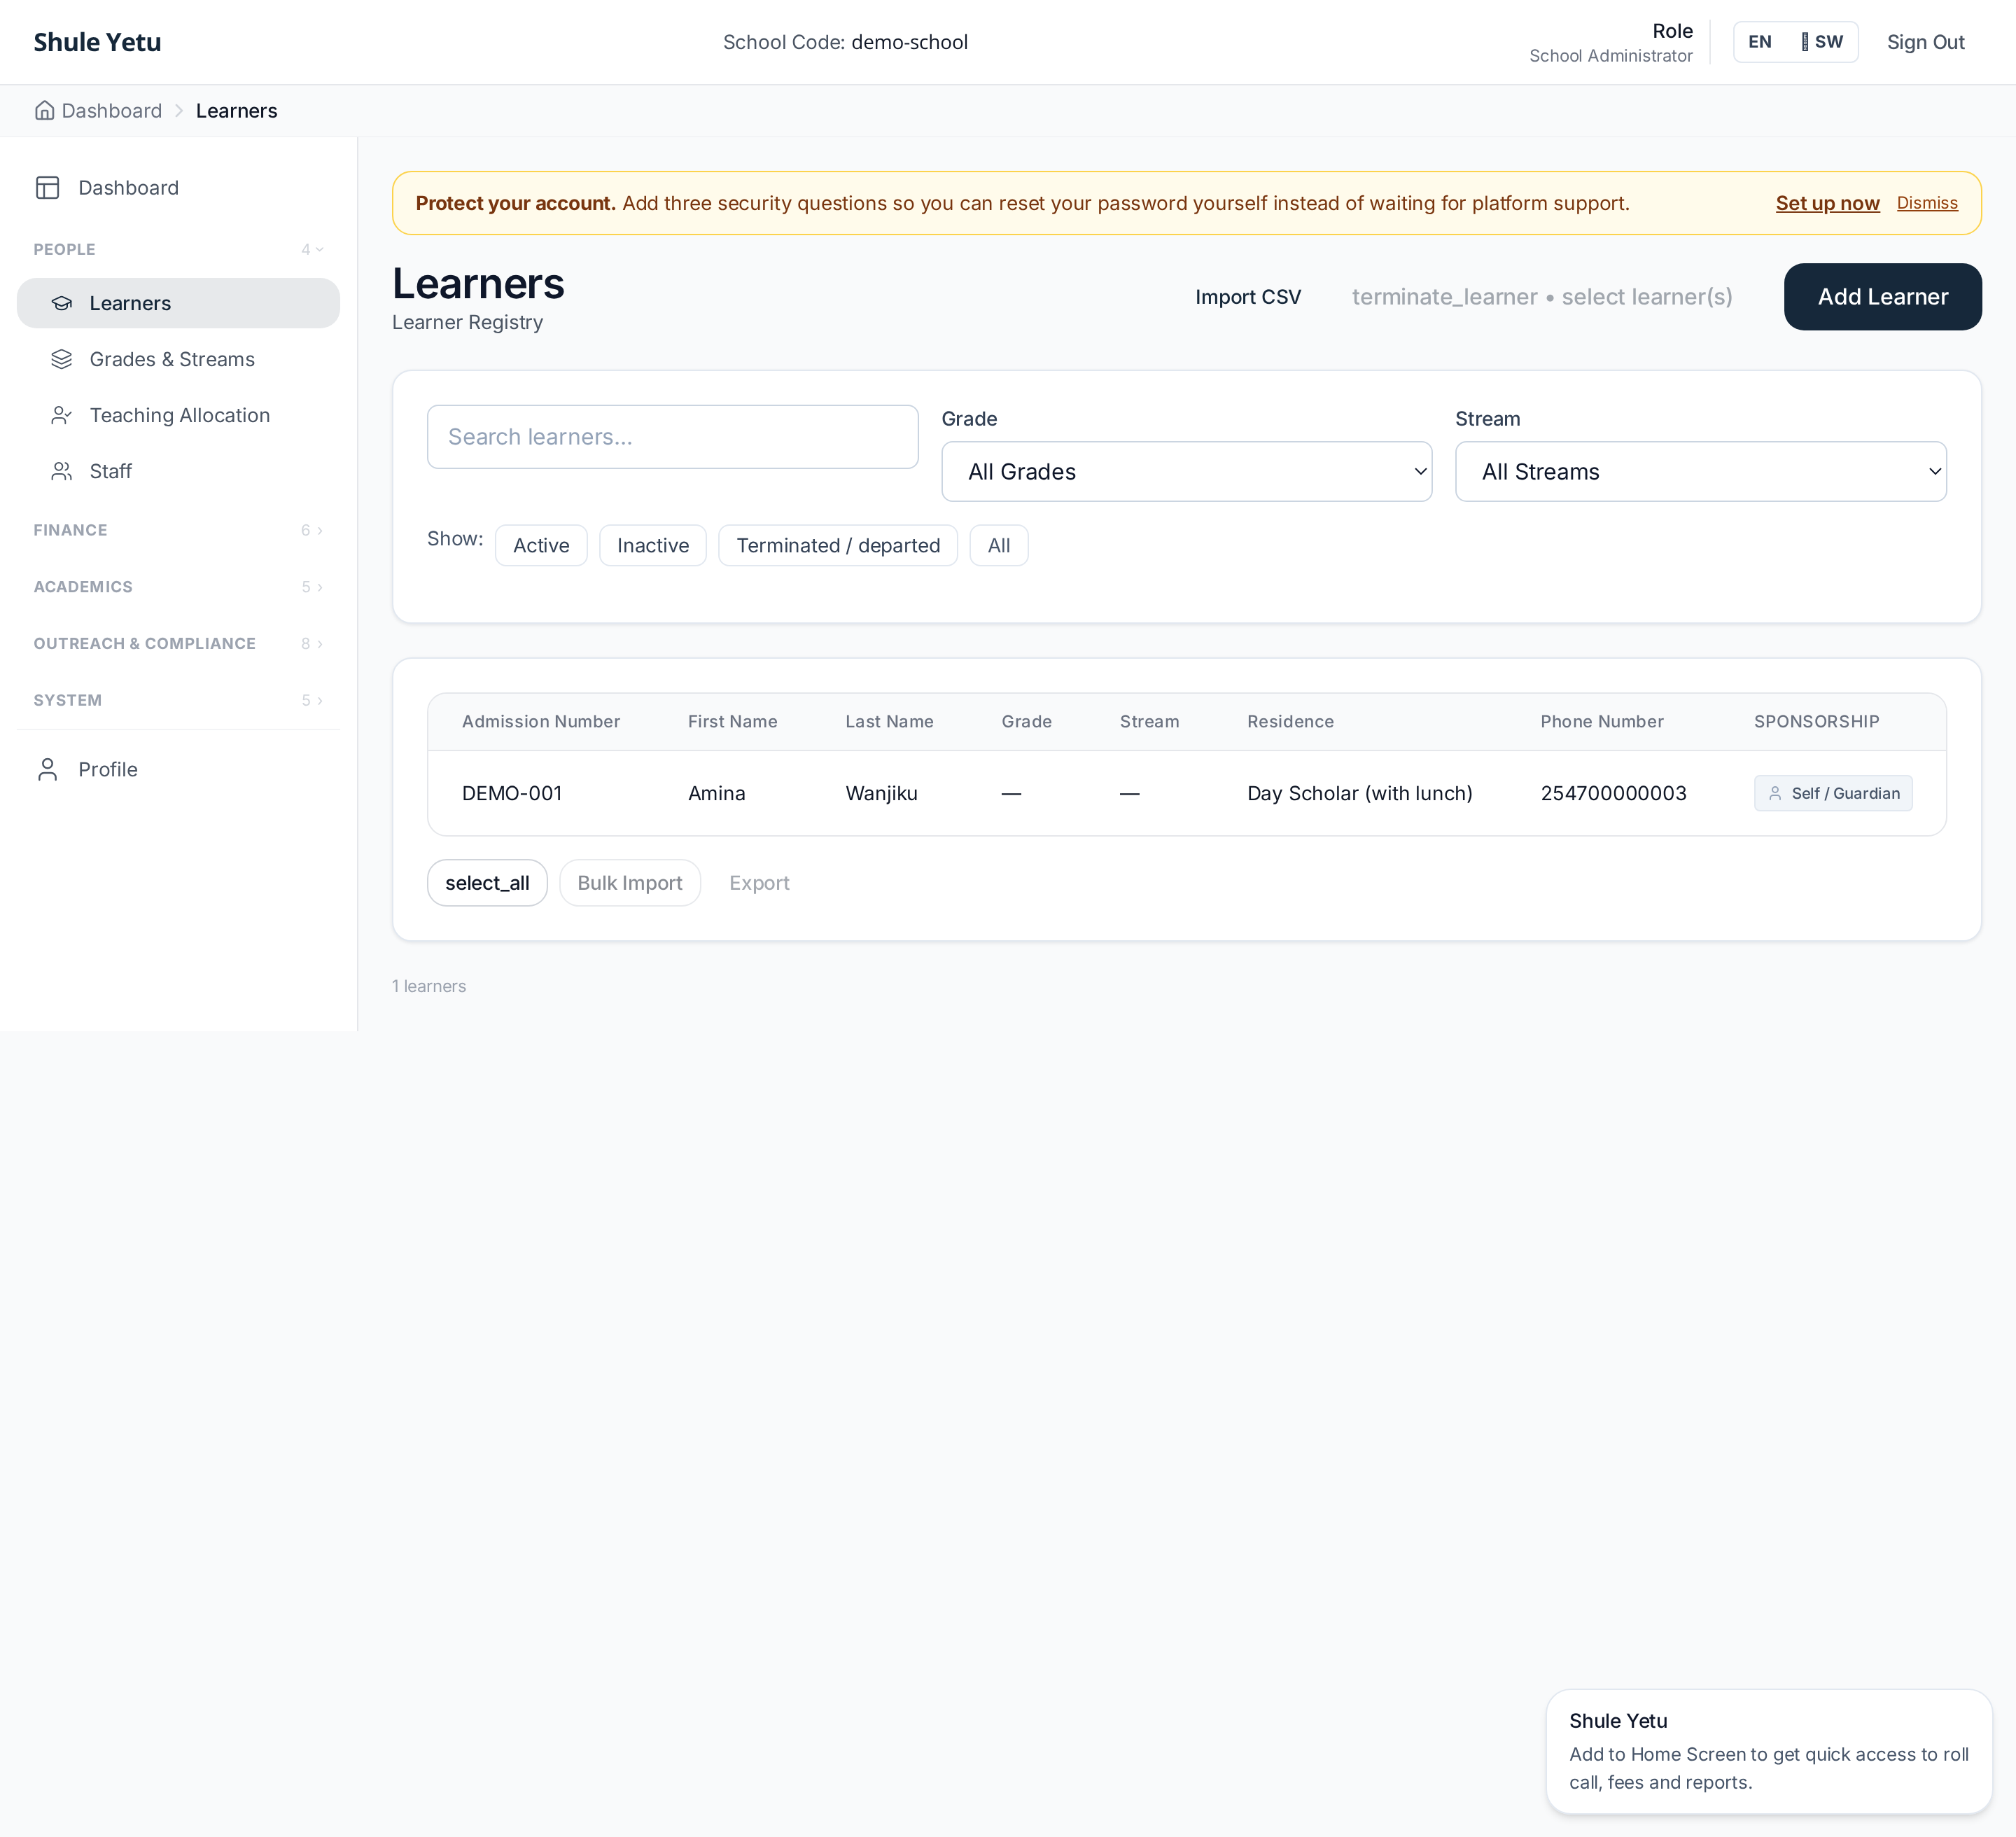 Shule Yetu
School Code: demo-school
Role
School Administrator
EN
SW
Sign Out
Dashboard
Learners
Dashboard
PEOPLE
4
Learners
Grades & Streams
Teaching Allocation
Staff
FINANCE
6
ACADEMICS
5
OUTREACH & COMPLIANCE
8
SYSTEM
5
Profile
Protect your account. Add three security questions so you can reset your password yourself instead of waiting for platform support.
Set up now
Dismiss
Learners
Learner Registry
Import CSV
terminate_learner • select learner(s)
Add Learner
Search learners...
Grade
All Grades
Stream
All Streams
Show:
Active
Inactive
Terminated / departed
All
Admission Number First Name Last Name Grade Stream Residence Phone Number SPONSORSHIP
DEMO-001 Amina Wanjiku — — Day Scholar (with lunch) 254700000003 Self / Guardian
select_all
Bulk Import
Export
1 learners
Shule Yetu
Add to Home Screen to get quick access to roll
call, fees and reports.